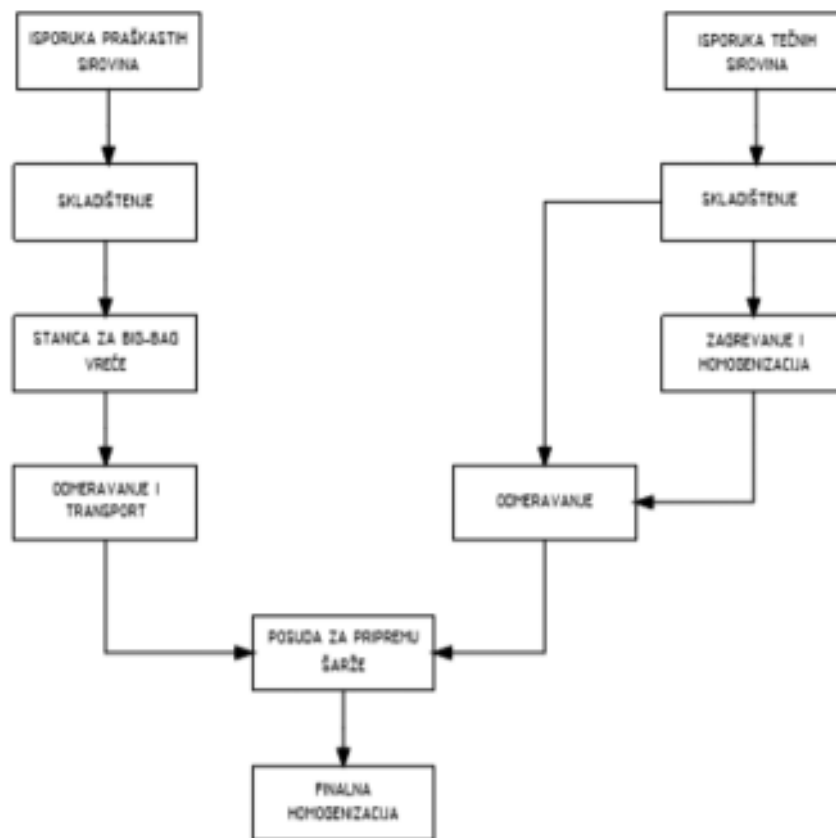 ISPORUKA PRAŠKASTIH
SIROVINA
ISPORUKA TEČNIH
SIROVINA
SKLADIŠTENJE
SKLADIŠTENJE
STANICA ZA BIG-BAG
VREĆE
ZAGREVANJE I
HOMOGENIZACIJA
ODMERAVANJE I
TRANSPORT
ODMERAVANJE
POSUDA ZA PRIPREMU
ŠARŽE
FINALNA
HOMOGENIZACIJA